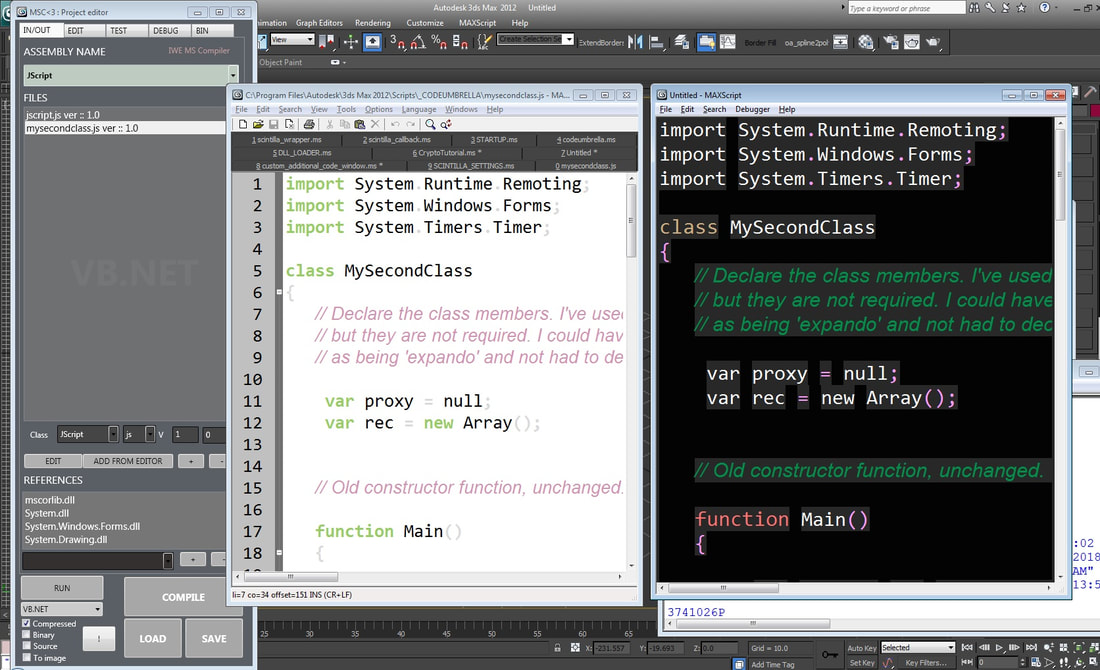 MSC<3 : Project editor
IN/OUT EDIT TEST DEBUG BIN
ASSEMBLY NAME IWE MS Compiler
JScript
FILES
jscript.js ver :: 1.0
mysecondclass.js ver :: 1.0
VB.NET
Class JScript js V 1 0
EDIT ADD FROM EDITOR + -
REFERENCES
mscorlib.dll
System.dll
System.Windows.Forms.dll
System.Drawing.dll
+ -
RUN
VB.NET
COMPILE
Compressed
Binary
Source
To image
!
LOAD SAVE
Autodesk 3ds Max 2012 Untitled
Type a keyword or phrase
imation Graph Editors Rendering Customize MAXScript Help
View
Create Selection Se
ExtendBorder
Border Fill oa_spline2pol
Object Paint
C:\Program Files\Autodesk\3ds Max 2012\Scripts\_CODEUMBRELLA\mysecondclass.js - MA...
File Edit Search View Tools Options Language Windows Help
1 scintilla_wrapper.ms 2 scintilla_callback.ms 3 STARTUP.ms 4 codeumbrella.ms
5 DLL_LOADER.ms 6 CryptoTutorial.ms * 7 Untitled *
8 custom_additional_code_window.ms * 9 SCINTILLA_SETTINGS.ms 0 mysecondclass.js
1 import System.Runtime.Remoting;
2 import System.Windows.Forms;
3 import System.Timers.Timer;
4
5 class MySecondClass
6 {
7 // Declare the class members. I've used
8 // but they are not required. I could hav
9 // as being 'expando' and not had to de
10
11 var proxy = null;
12 var rec = new Array();
13
14
15 // Old constructor function, unchanged.
16
17 function Main()
18 {
li=7 co=34 offset=151 INS (CR+LF)
Untitled - MAXScript
File Edit Search Debugger Help
import System.Runtime.Remoting;
import System.Windows.Forms;
import System.Timers.Timer;
class MySecondClass
{
// Declare the class members. I've used
// but they are not required. I could have
// as being 'expando' and not had to dec
var proxy = null;
var rec = new Array();
// Old constructor function, unchanged.
function Main()
{
:02
2018
AM"
13:5
3741026P
25 30 35 40 45 50 55 60 65
X: -231.557 Y: -19.693 Z: 0.0 Grid = 10.0
Add Time Tag
Auto Key Selected
Set Key Key Filters...